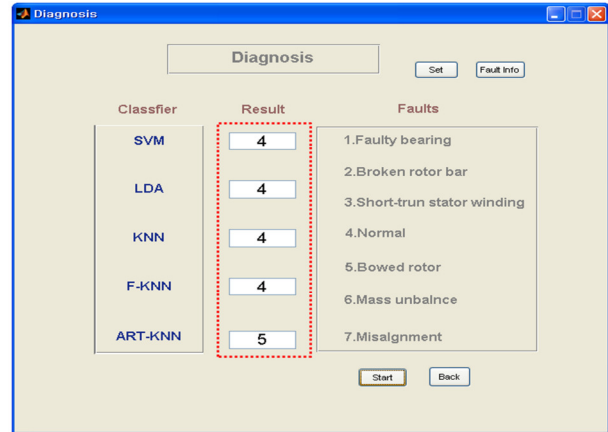 Diagnosis
Diagnosis
Set
Fault Info
Classfier
Result
Faults
SVM
4
1.Faulty bearing
2.Broken rotor bar
LDA
4
3.Short-trun stator winding
KNN
4
4.Normal
5.Bowed rotor
F-KNN
4
6.Mass unbalnce
ART-KNN
5
7.Misalgnment
Start
Back